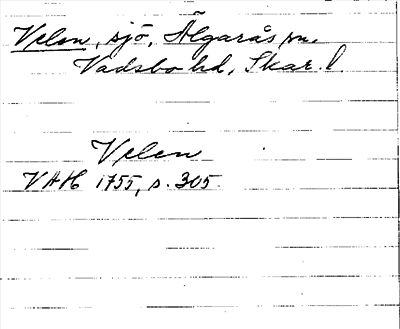 Velen, sjö, Älgarås sn.
Vadsbo hd, Skar. l.
Velen
VAH 1755, s. 305.